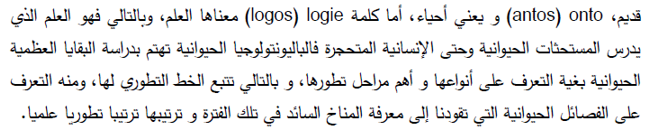 قديم، onto (antos) و يعني أحياء، أما كلمة logos) logie) معناها العلم، وبالتالي فهو العلم الذي
يدرس المستحثات الحيوانية وحتى الإنسانية المتحجرة فالباليونتولوجيا الحيوانية تهتم بدراسة البقايا العظمية
الحيوانية بغية التعرف على أنواعها و أهم مراحل تطورها، و بالتالي تتبع الخط التطوري لها، ومنه التعرف
على الفصائل الحيوانية التي تقودنا إلى معرفة المناخ السائد في تلك الفترة و ترتيبها ترتيبا تطوريا علميا.